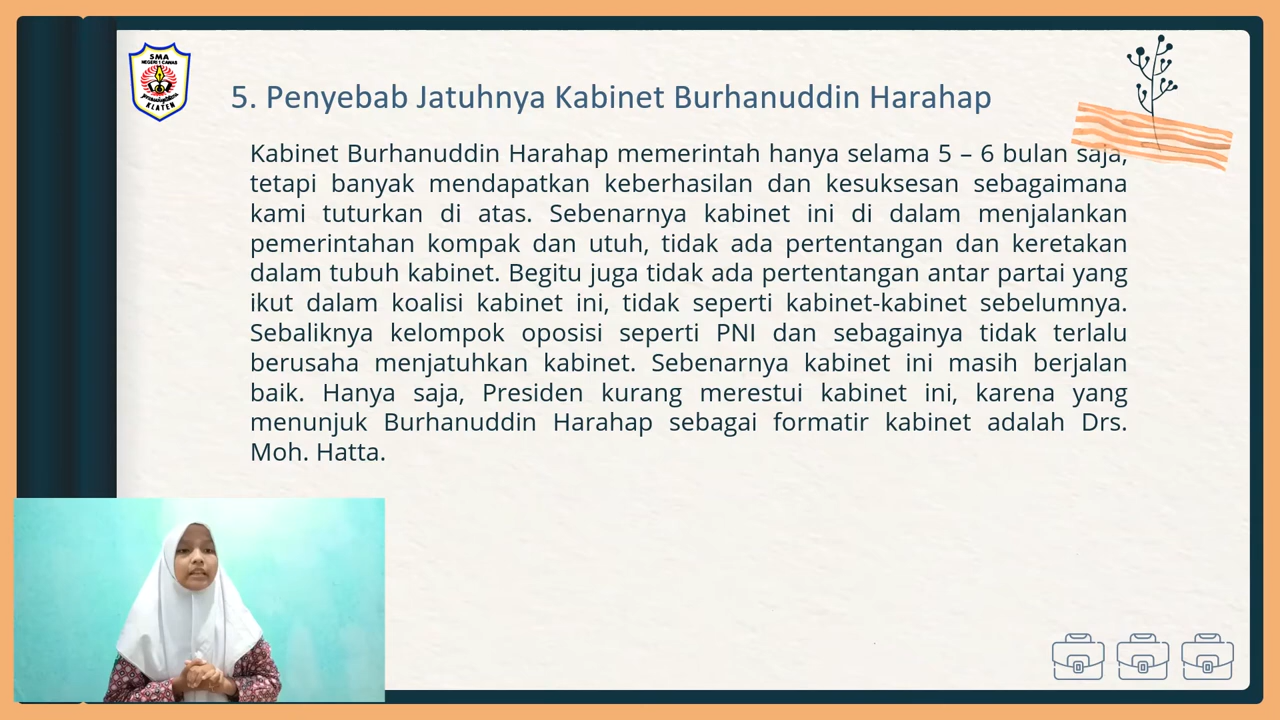 SMA
NEGERI 1 CAWAS
KLATEN
5. Penyebab Jatuhnya Kabinet Burhanuddin Harahap
Kabinet Burhanuddin Harahap memerintah hanya selama 5 – 6 bulan saja,
tetapi banyak mendapatkan keberhasilan dan kesuksesan sebagaimana
kami tuturkan di atas. Sebenarnya kabinet ini di dalam menjalankan
pemerintahan kompak dan utuh, tidak ada pertentangan dan keretakan
dalam tubuh kabinet. Begitu juga tidak ada pertentangan antar partai yang
ikut dalam koalisi kabinet ini, tidak seperti kabinet-kabinet sebelumnya.
Sebaliknya kelompok oposisi seperti PNI dan sebagainya tidak terlalu
berusaha menjatuhkan kabinet. Sebenarnya kabinet ini masih berjalan
baik. Hanya saja, Presiden kurang merestui kabinet ini, karena yang
menunjuk Burhanuddin Harahap sebagai formatir kabinet adalah Drs.
Moh. Hatta.